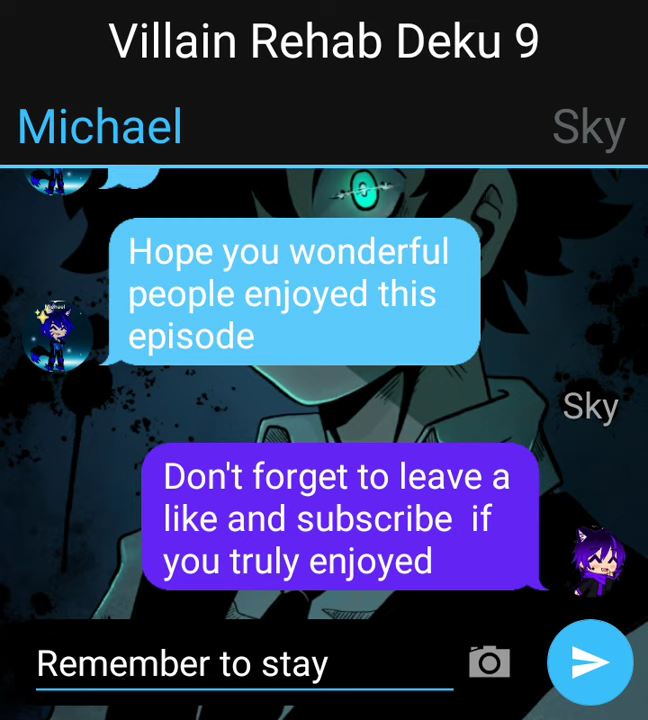 Villain Rehab Deku 9
Michael
Sky
Hope you wonderful
people enjoyed this
episode
Michael
Sky
Don't forget to leave a
like and subscribe  if
you truly enjoyed
Remember to stay